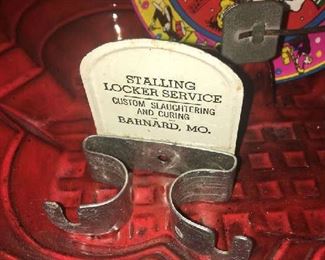 STALLING
LOCKER SERVICE
CUSTOM SLAUGHTERING
AND CURING
BARNARD, MO.